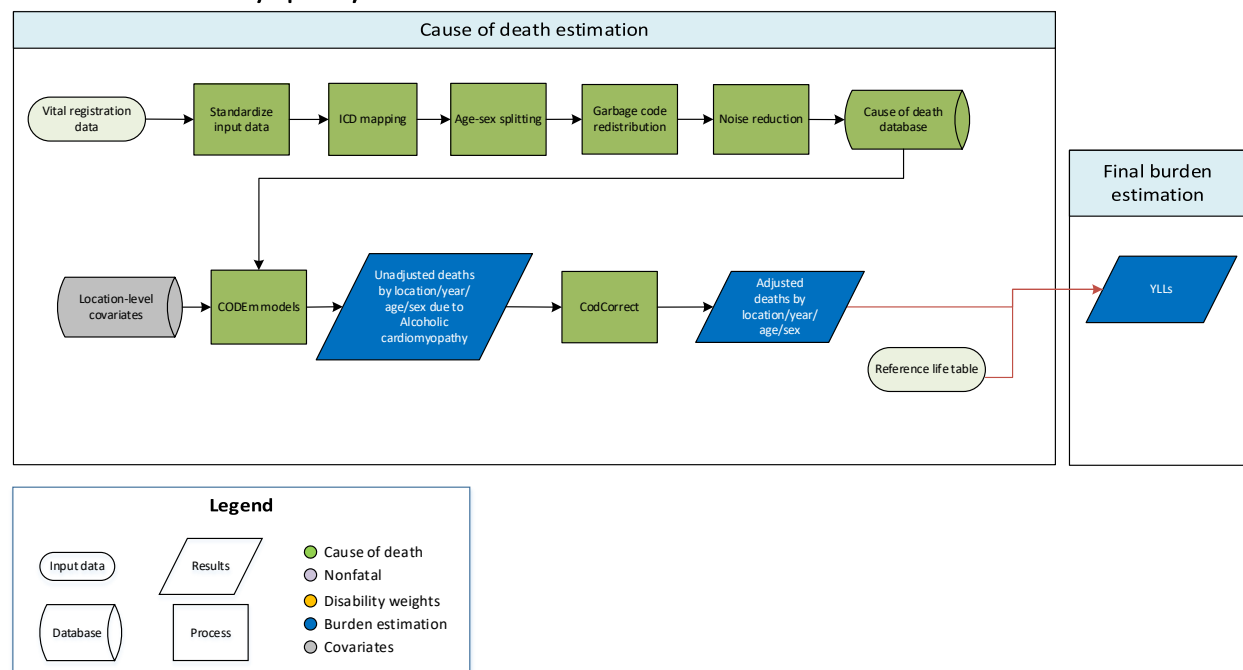 Cause of death estimation
Vital registration
data
Standardize
input data
ICD mapping
Age-sex splitting
Garbage code
redistribution
Noise reduction
Cause of death
database
Final burden
estimation
Location-level
covariates
CODEm models
Unadjusted deaths
by location/year/
age/sex due to
Alcoholic
cardiomyopathy
CodCorrect
Adjusted
deaths by
location/year/
age/sex
YLLs
Reference life table
Legend
Input data
Results
Database
Process
Cause of death
Nonfatal
Disability weights
Burden estimation
Covariates